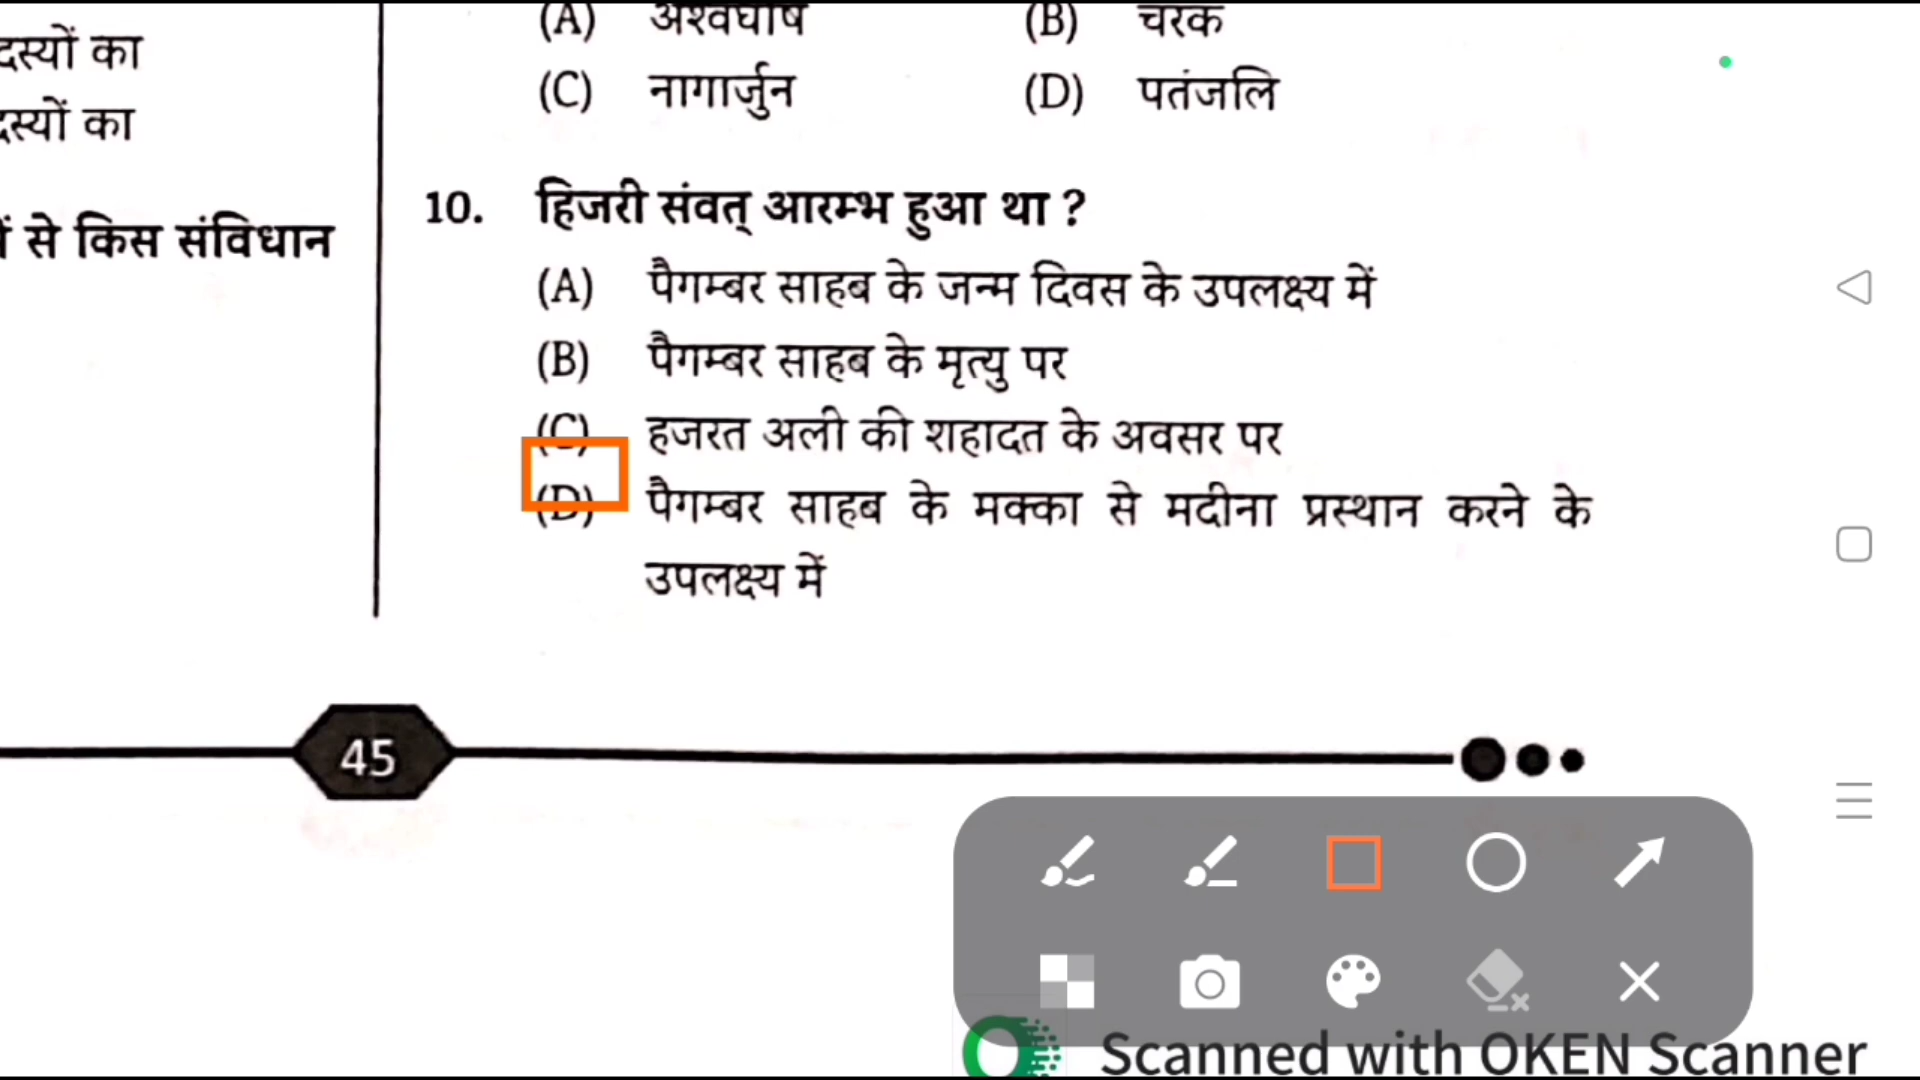 दस्यों का
दस्यों का
से किस संविधान
(A) अश्वघोष (B) चरक
(C) नागार्जुन (D) पतंजलि
10. हिजरी संवत् आरम्भ हुआ था ?
(A) पैगम्बर साहब के जन्म दिवस के उपलक्ष्य में
(B) पैगम्बर साहब के मृत्यु पर
(C) हजरत अली की शहादत के अवसर पर
(D) पैगम्बर साहब के मक्का से मदीना प्रस्थान करने के
उपलक्ष्य में
45
Scanned with OKEN Scanner